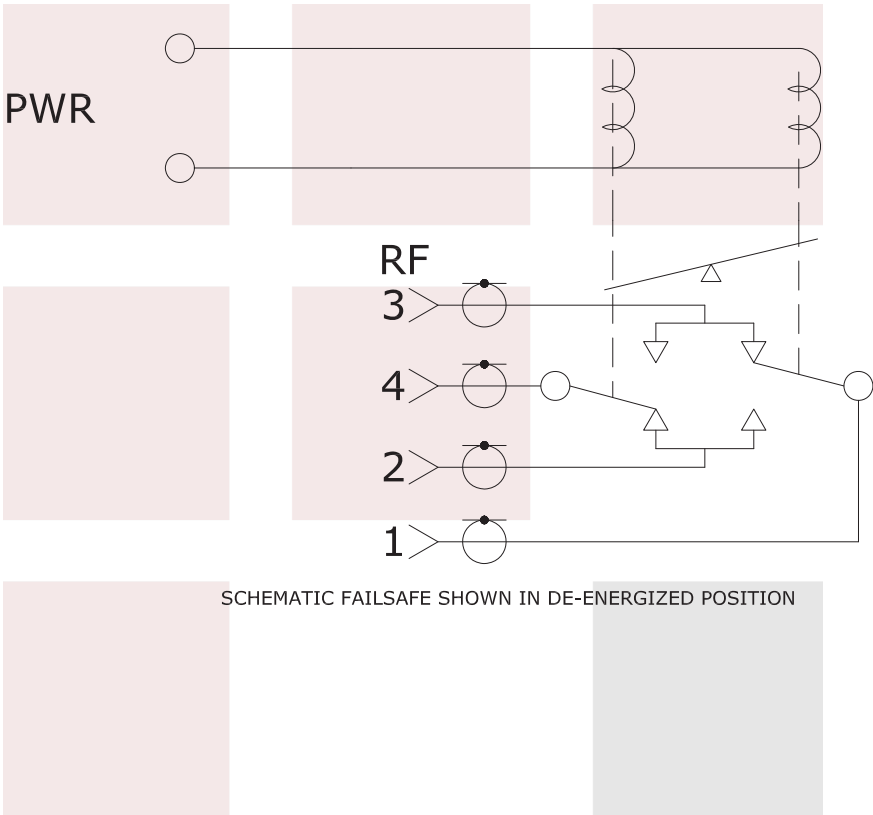 PWR
RF
3
4
2
1
SCHEMATIC FAILSAFE SHOWN IN DE-ENERGIZED POSITION